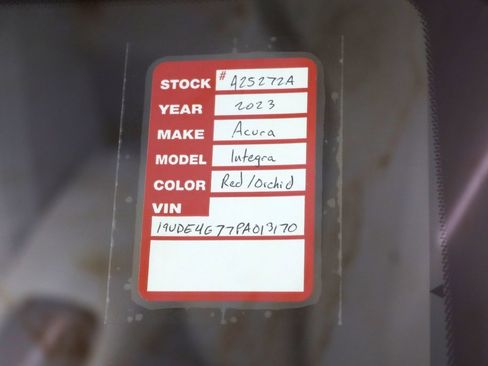 STOCK # A25272A
YEAR 2023
MAKE Acura
MODEL Integra
COLOR Red/Orchid
VIN
19UDE4G77PA013170